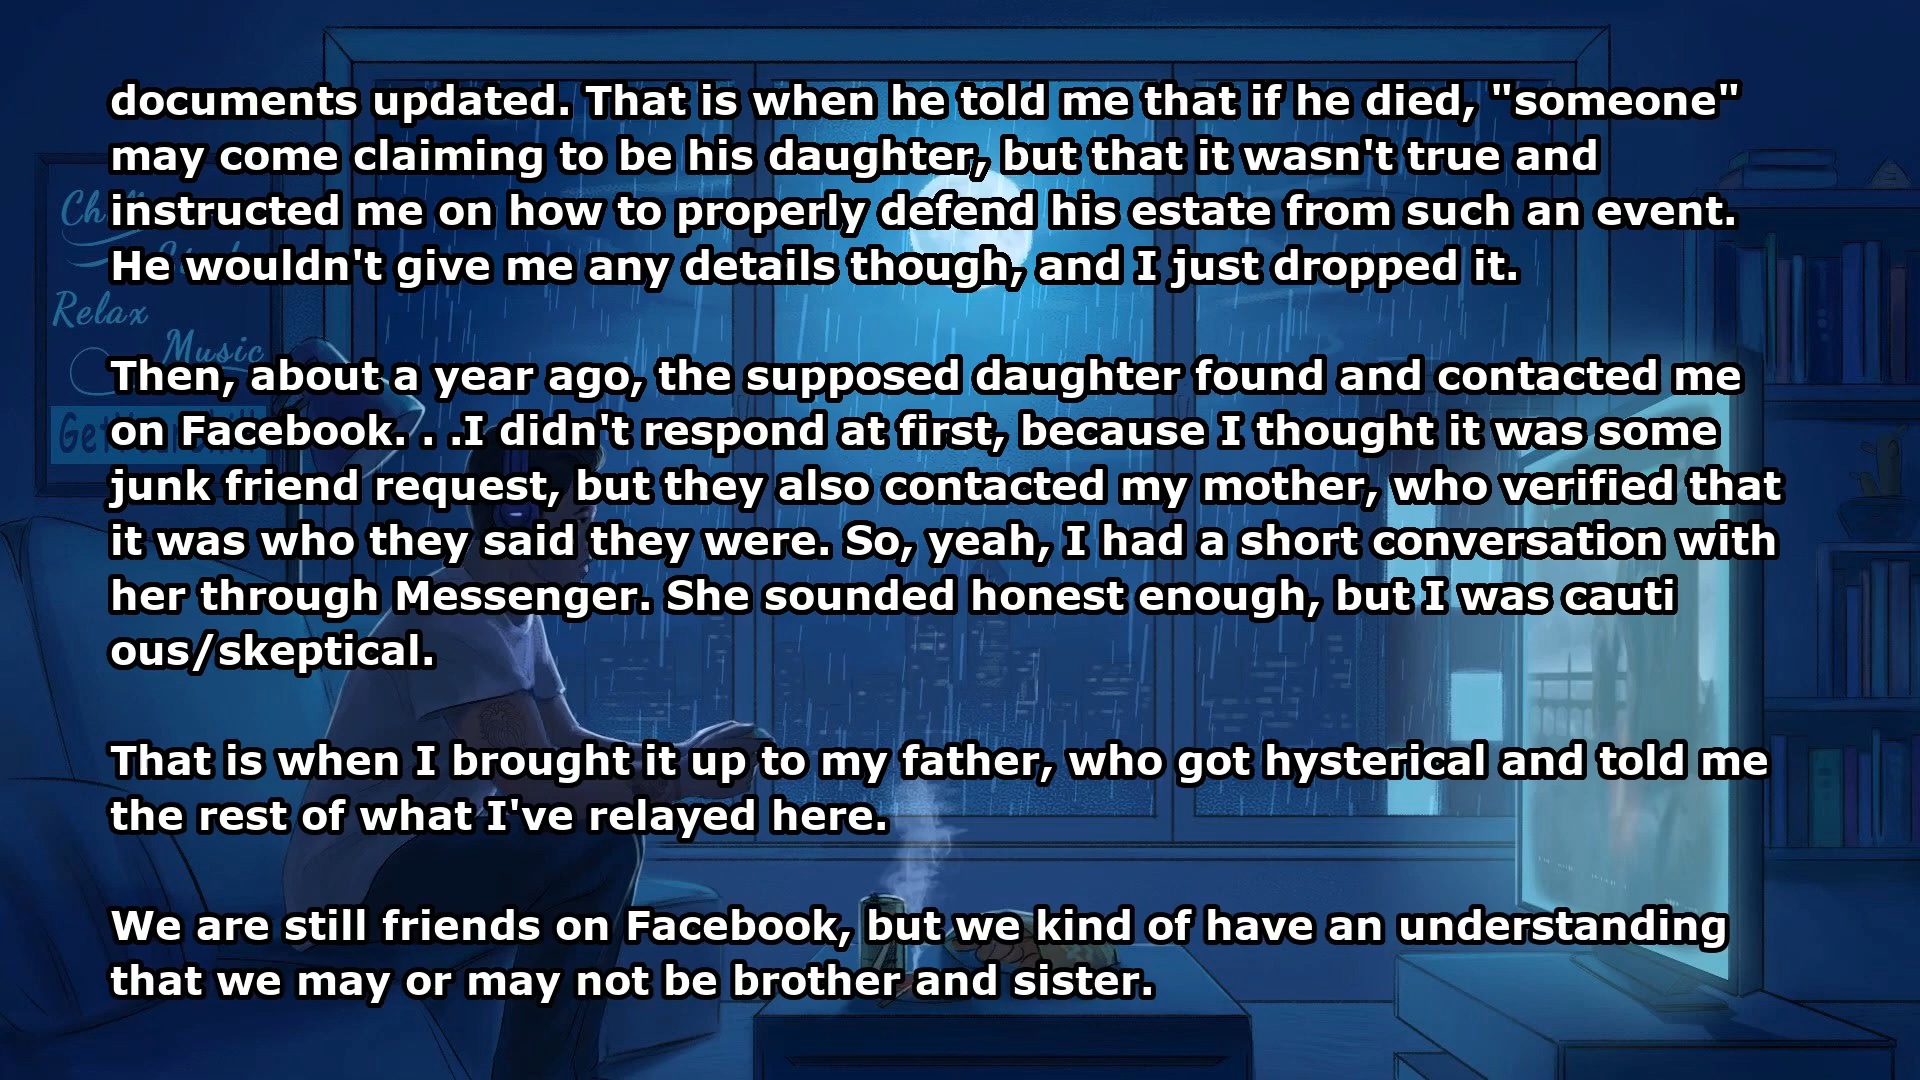 documents updated. That is when he told me that if he died, "someone"
may come claiming to be his daughter, but that it wasn't true and
instructed me on how to properly defend his estate from such an event.
He wouldn't give me any details though, and I just dropped it.
Then, about a year ago, the supposed daughter found and contacted me
on Facebook. . .I didn't respond at first, because I thought it was some
junk friend request, but they also contacted my mother, who verified that
it was who they said they were. So, yeah, I had a short conversation with
her through Messenger. She sounded honest enough, but I was cauti
ous/skeptical.
That is when I brought it up to my father, who got hysterical and told me
the rest of what I've relayed here.
We are still friends on Facebook, but we kind of have an understanding
that we may or may not be brother and sister.
Relax
Music